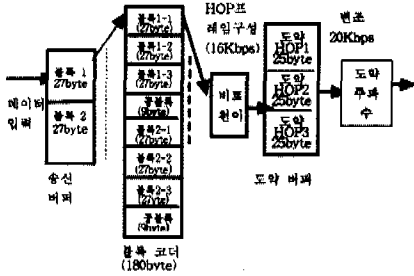 데이터
입력
블록 1
27byte
블록 2
27byte
송신
버퍼
블록1-1
(27byte)
블록1-2
(27byte)
블록1-3
(27byte)
공블록
(9byte)
블록2-1
(27byte)
블록2-2
(27byte)
블록2-3
(27byte)
공블록
(9byte)
블록 코더
(180byte)
HOP프
레임구성
(16Kbps)
비트
도약
HOP1
25byte
도약
HOP2
25byte
도약
HOP3
25byte
도약 버퍼
변조
20Kbps
도약
주파
수